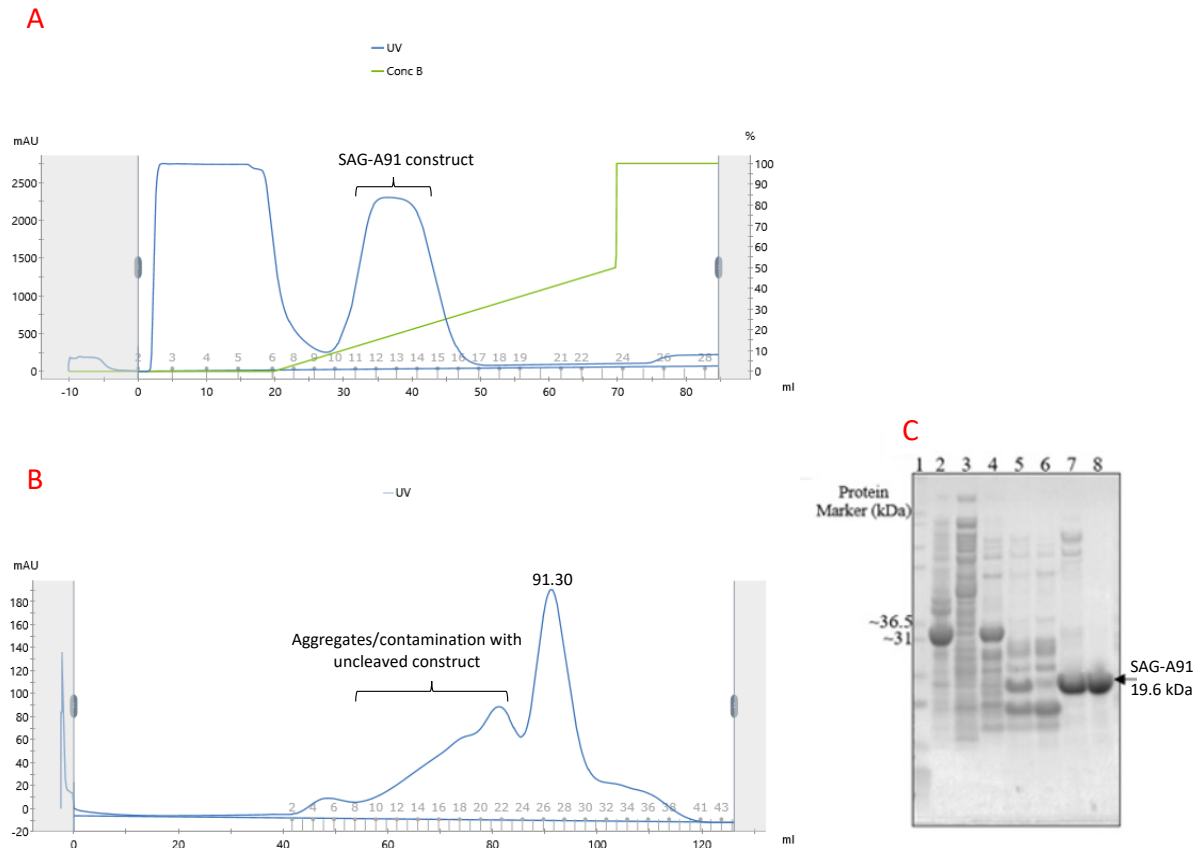 A
UV
Conc B
mAU
%
SAG-A91 construct
2500
2000
1500
1000
500
0
100
90
80
70
60
50
40
30
20
10
0
2 3 4 5 6 8 9 10 11 12 13 14 15 16 17 18 19 21 22 24 26 28
-10 0 10 20 30 40 50 60 70 80
ml
B
UV
mAU
91.30
Aggregates/contamination with
uncleaved construct
180
160
140
120
100
80
60
40
20
0
-20
2 4 6 8 10 12 14 16 18 20 22 24 26 28 30 32 34 36 38 41 43
0 20 40 60 80 100 120
ml
C
1 2 3 4 5 6 7 8
Protein
Marker (kDa)
~36.5
~31
SAG-A91
19.6 kDa